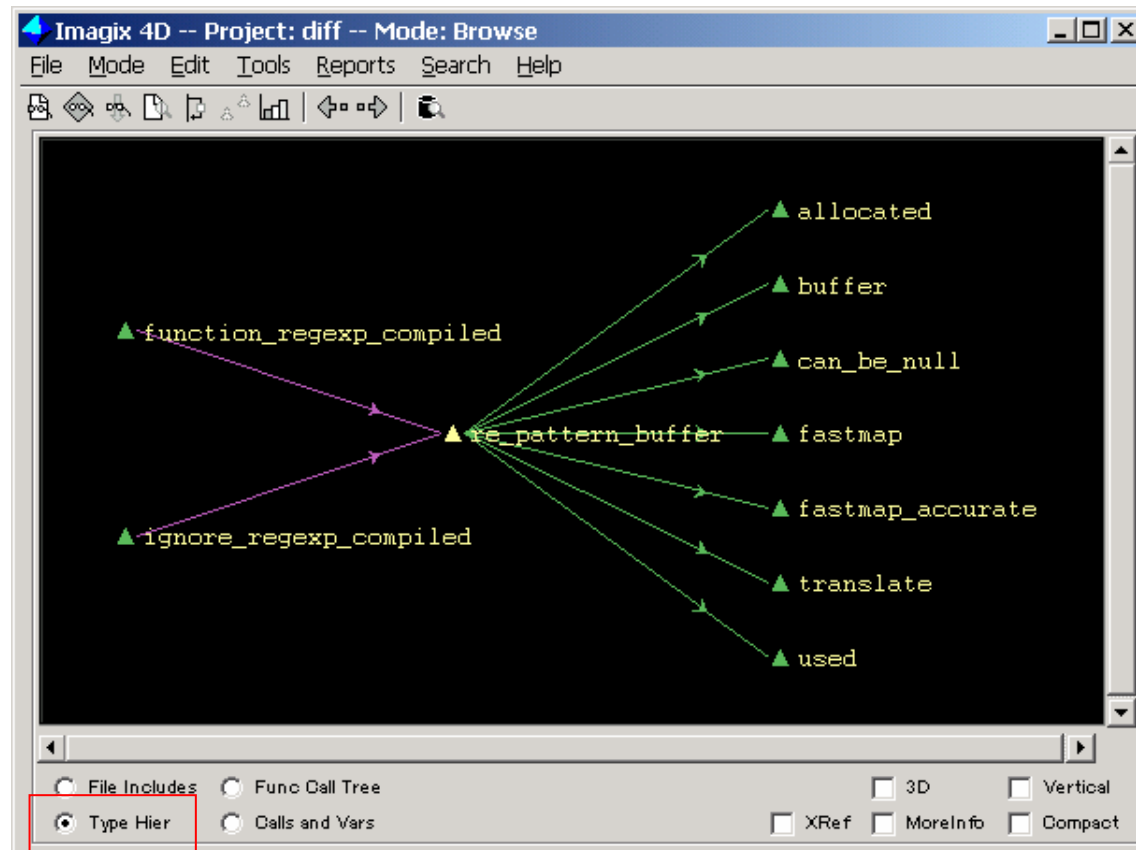 Imagix 4D -- Project: diff -- Mode: Browse
File Mode Edit Tools Reports Search Help
allocated
buffer
function_regexp_compiled
can_be_null
re_pattern_buffer
fastmap
fastmap_accurate
ignore_regexp_compiled
translate
used
File Includes Func Call Tree 3D Vertical
Type Hier Calls and Vars XRef MoreInfo Compact